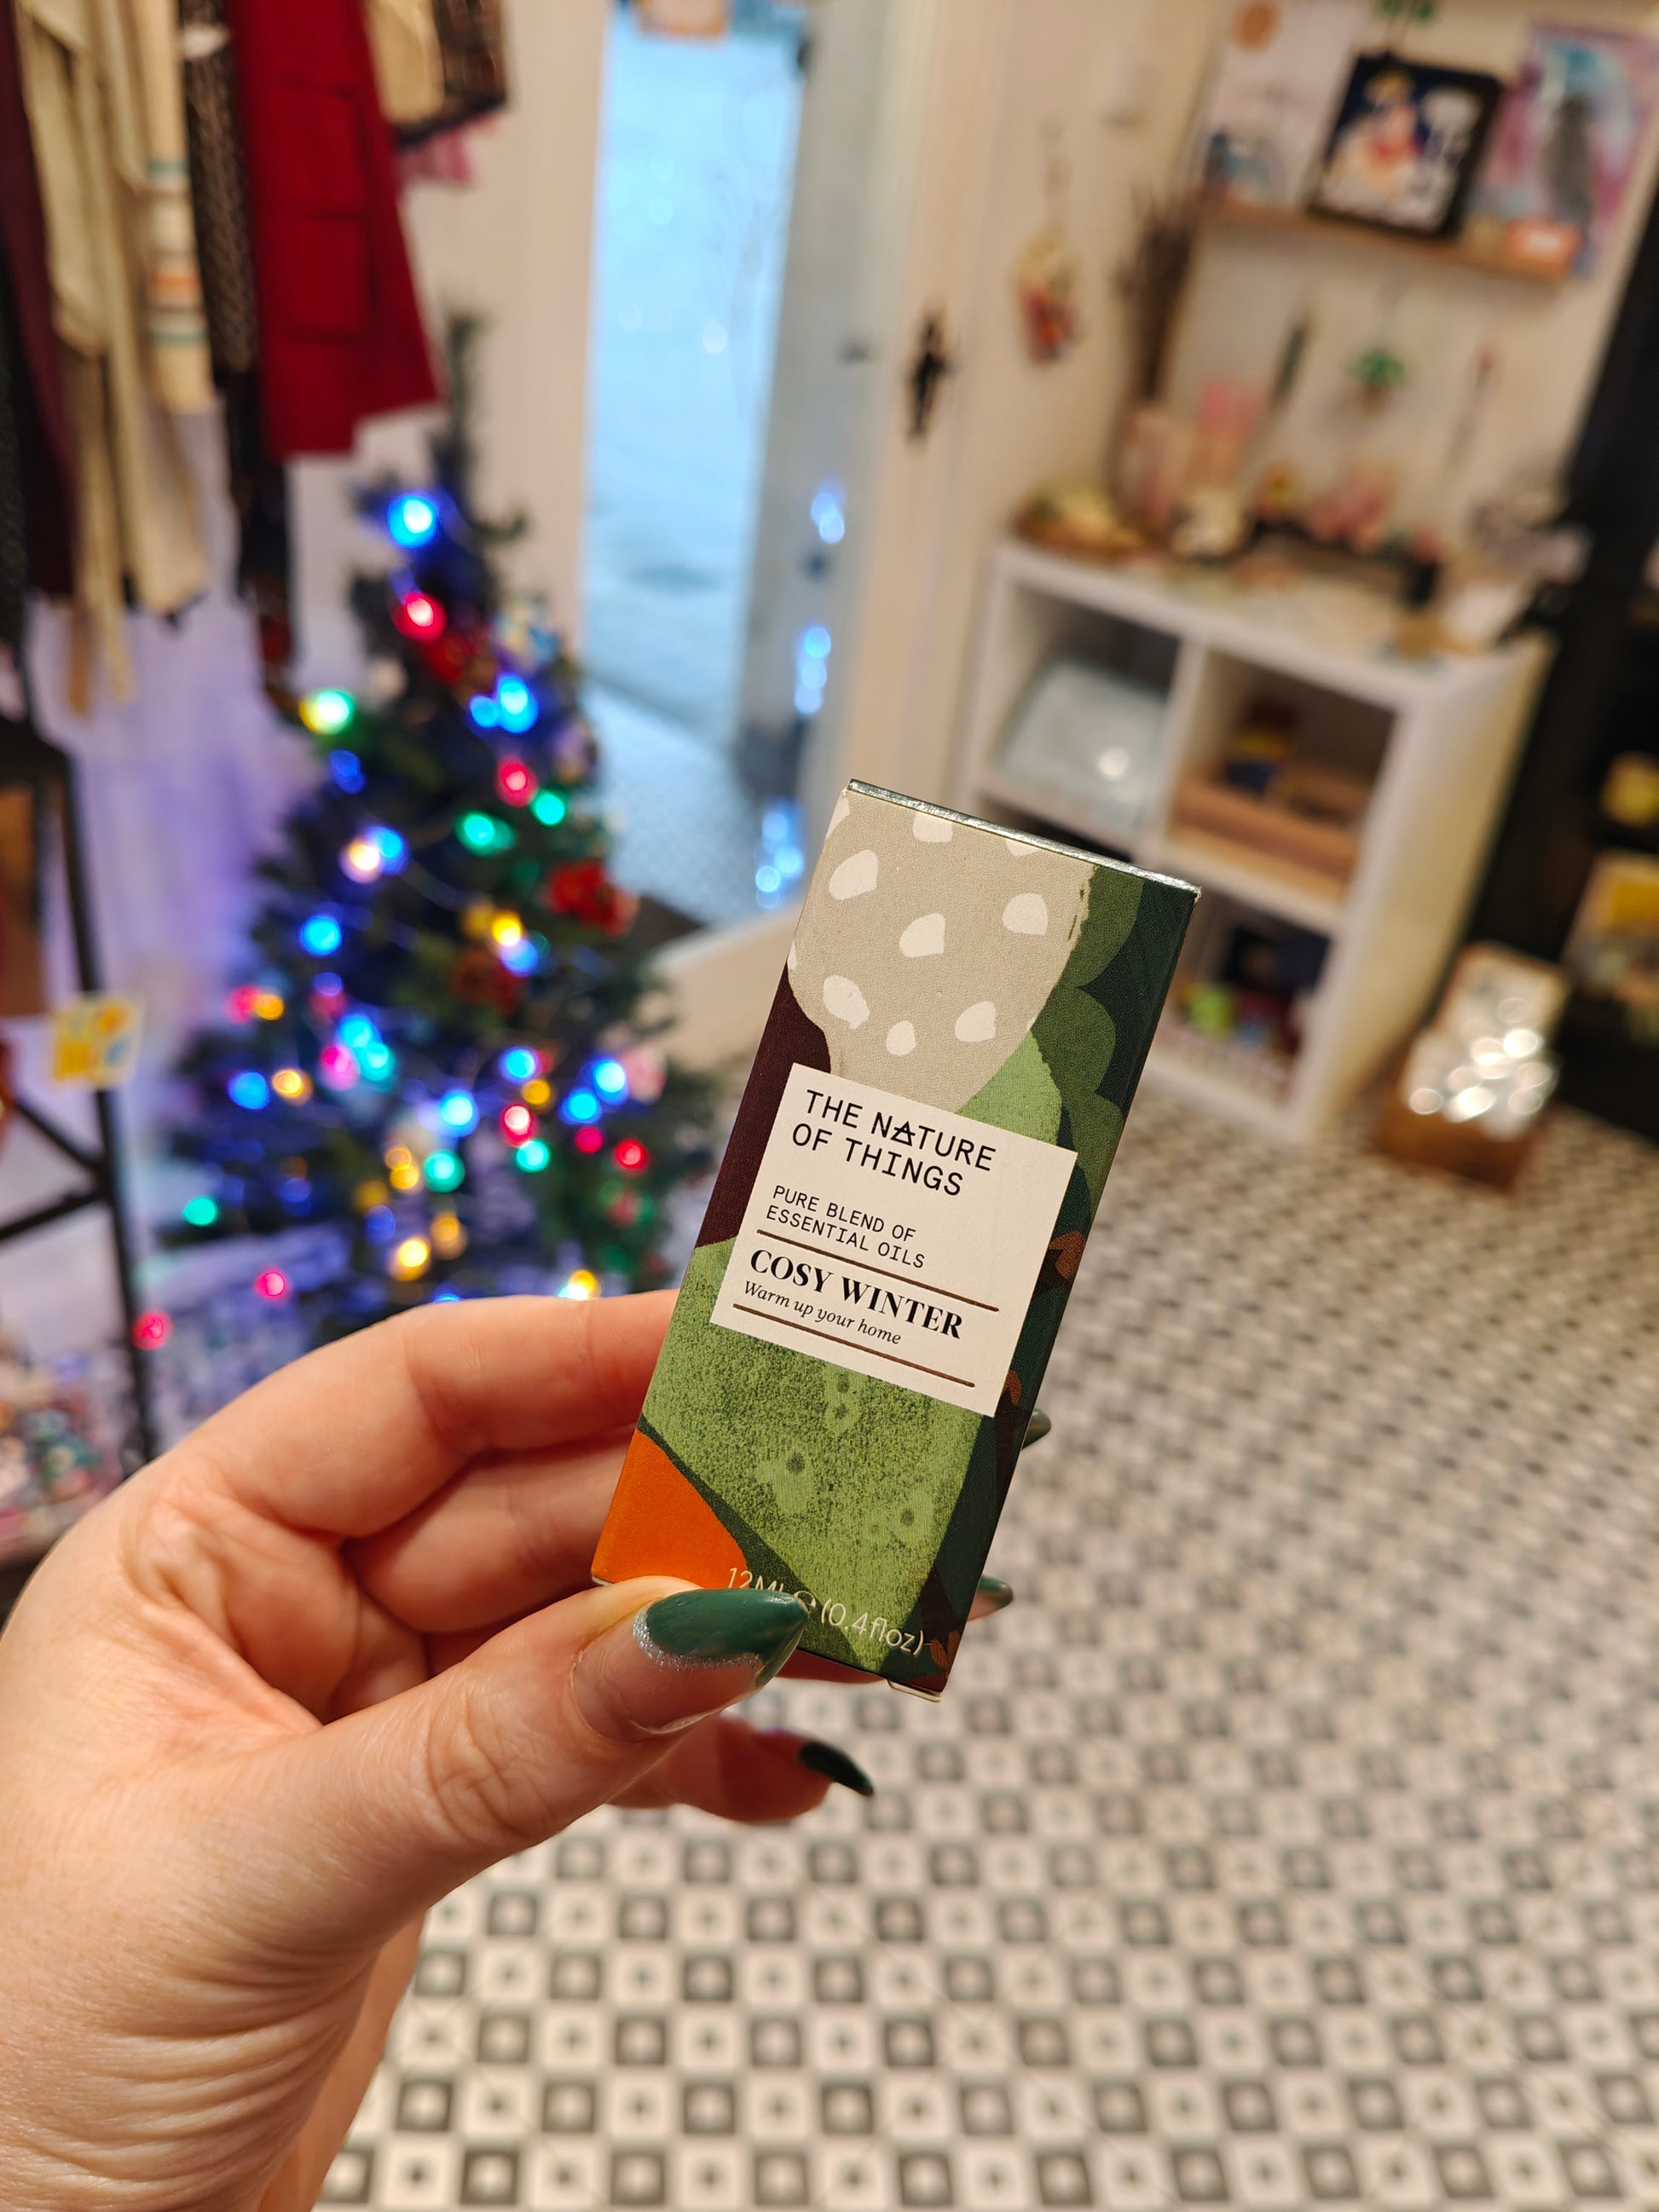 THE NATURE
OF THINGS
PURE BLEND OF
ESSENTIAL OILS
COSY WINTER
Warm up your home
12ML e (0.4floz)